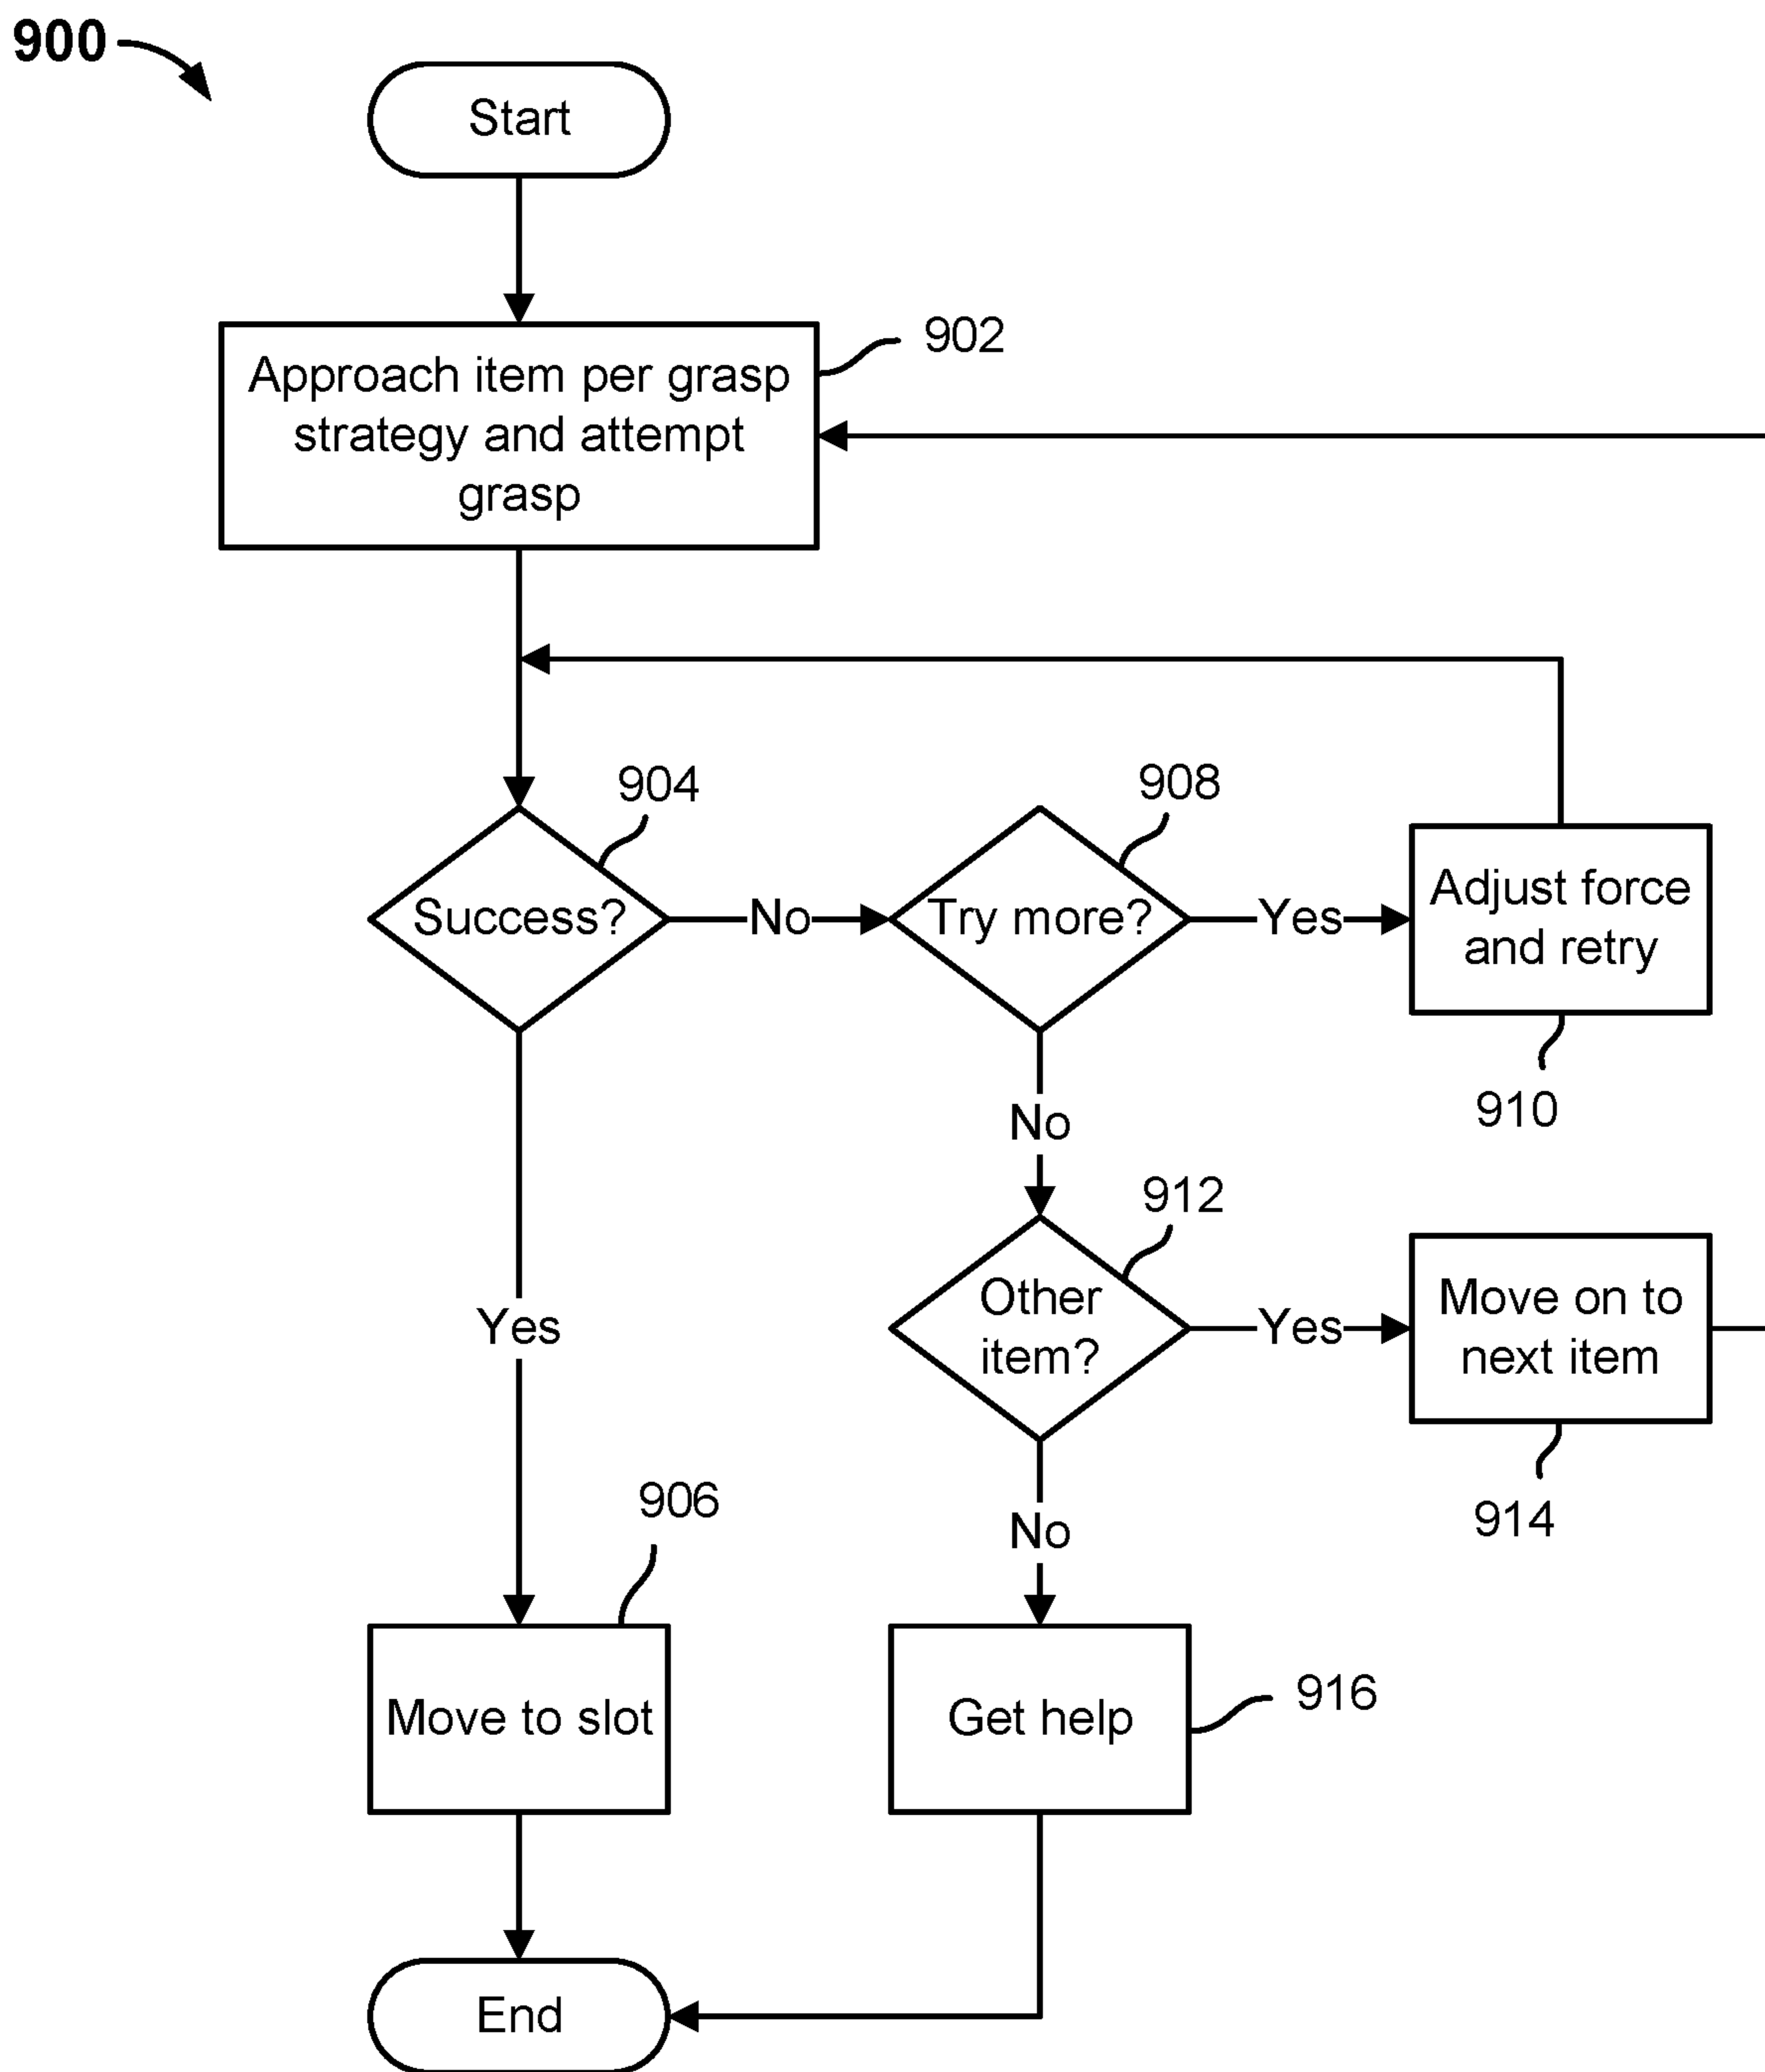 900
Start
902
Approach item per grasp
strategy and attempt
grasp
904
Success?
No
908
Try more?
Yes
Adjust force
and retry
910
No
912
Other
item?
Yes
Move on to
next item
914
Yes
No
906
Move to slot
Get help
916
End